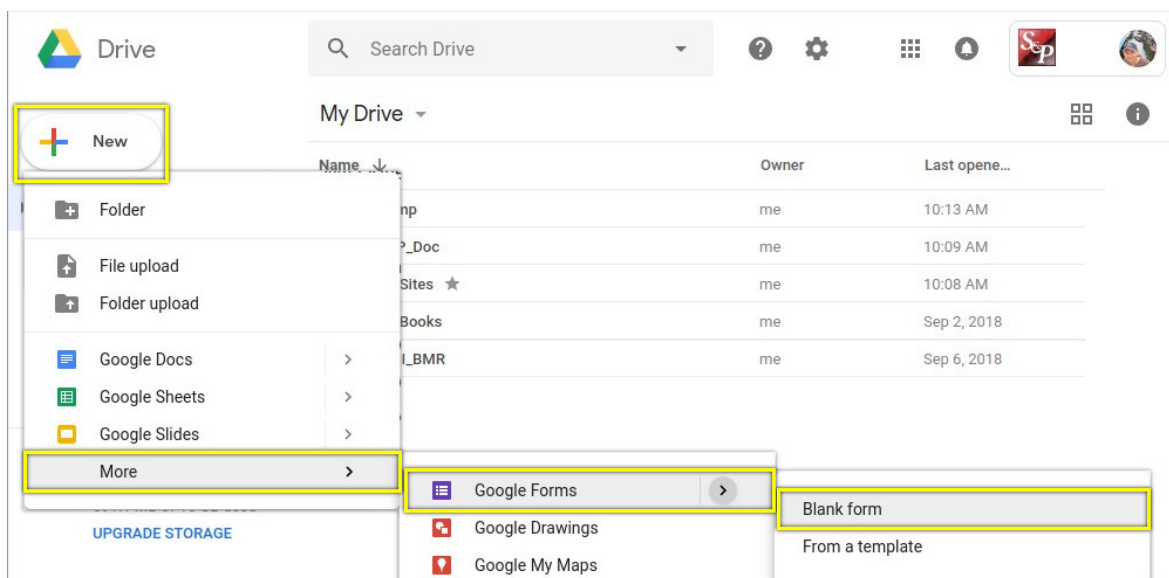 Drive
Search Drive
S&P
New
My Drive
Name Owner Last opene...
Folder
me 10:13 AM
_Doc me 10:09 AM
File upload
Sites me 10:08 AM
Folder upload
Books me Sep 2, 2018
Google Docs
_BMR me Sep 6, 2018
Google Sheets
Google Slides
More
Google Forms
Blank form
UPGRADE STORAGE
Google Drawings
From a template
Google My Maps